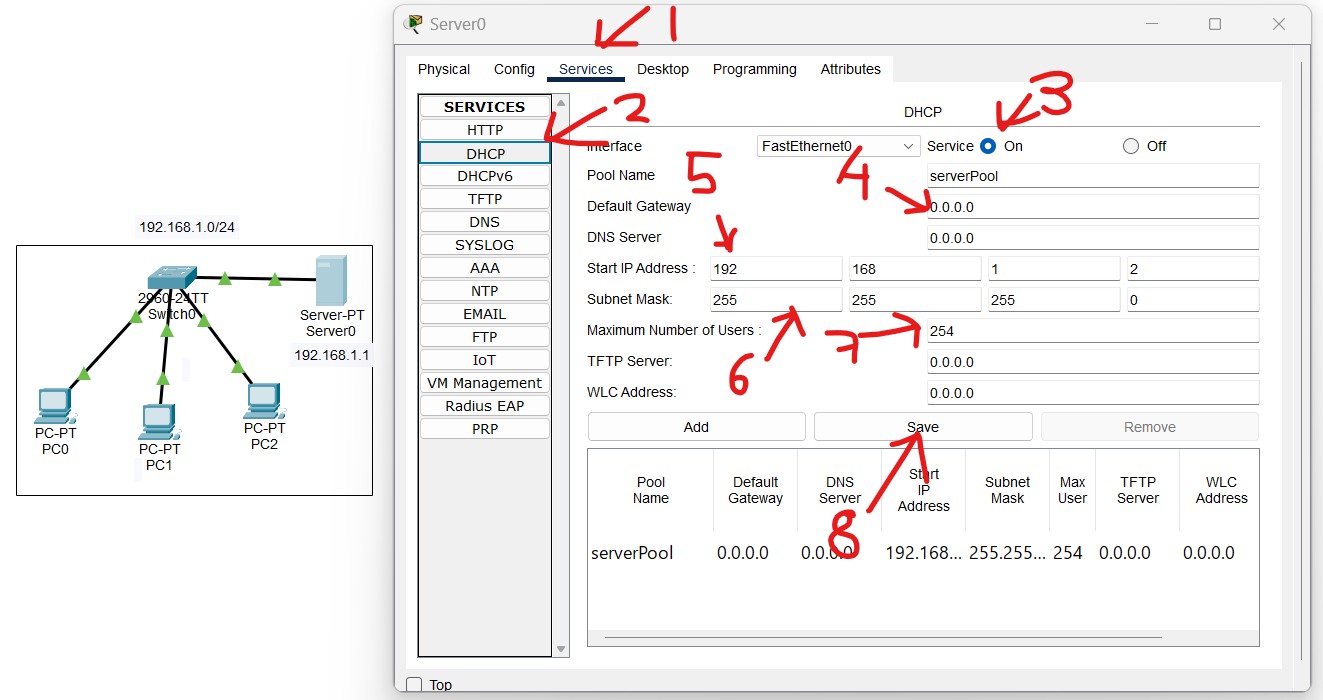 Server0
1
Physical Config Services Desktop Programming Attributes
2
3
SERVICES
HTTP
DHCP
DHCPv6
TFTP
DNS
SYSLOG
AAA
NTP
EMAIL
FTP
IoT
VM Management
Radius EAP
PRP
DHCP
Interface FastEthernet0 Service On Off
5
4
Pool Name serverPool
Default Gateway 0.0.0.0
DNS Server 0.0.0.0
Start IP Address : 192 168 1 2
Subnet Mask: 255 255 255 0
Maximum Number of Users : 254
6
7
TFTP Server: 0.0.0.0
WLC Address: 0.0.0.0
Add Save Remove
8
Pool Name Default Gateway DNS Server Start IP Address Subnet Mask Max User TFTP Server WLC Address
serverPool 0.0.0.0 0.0.0.0 192.168... 255.255... 254 0.0.0.0 0.0.0.0
Top
192.168.1.0/24
2960-24TT
Switch0
Server-PT
Server0
192.168.1.1
PC-PT
PC0
PC-PT
PC1
PC-PT
PC2